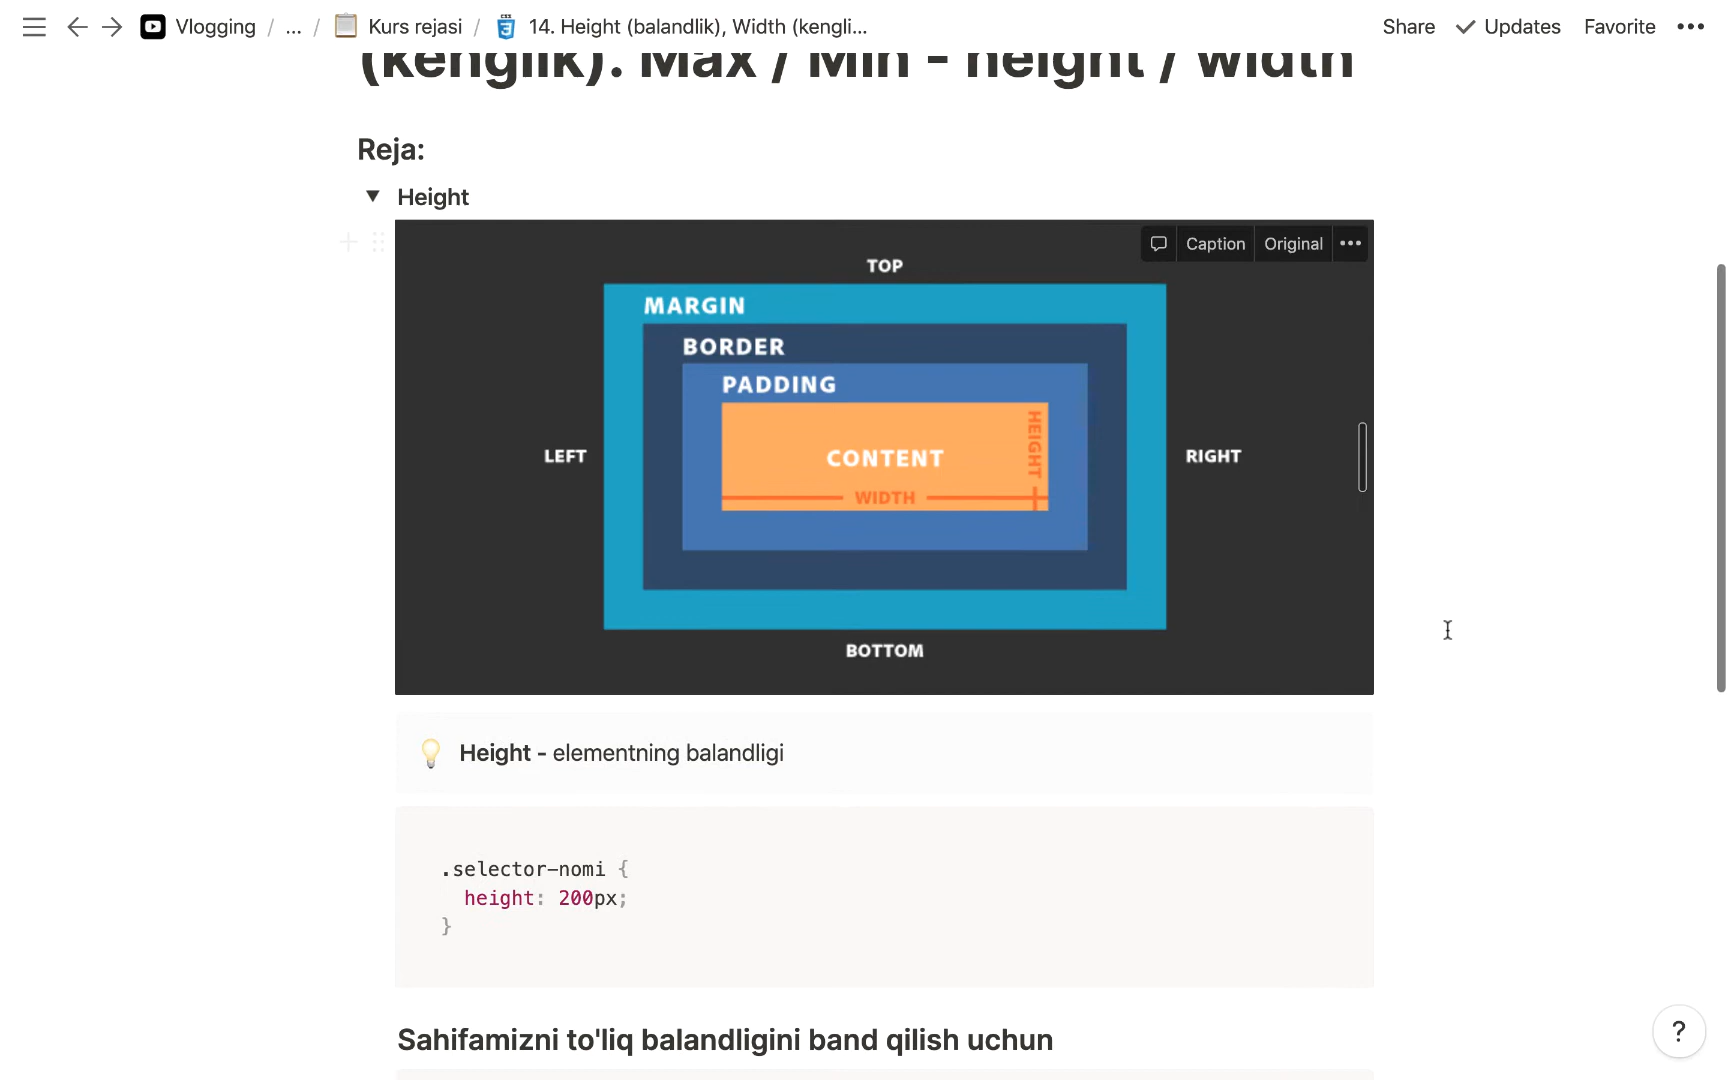 Vlogging / ... / Kurs rejasi / 14. Height (balandlik), Width (kengli...
Share Updates Favorite •••
(kenglik). Max / Min - height / width
Reja:
Height
Caption Original •••
TOP
MARGIN
BORDER
PADDING
HEIGHT
LEFT
CONTENT
RIGHT
WIDTH
BOTTOM
Height - elementning balandligi
.selector-nomi {
height: 200px;
}
Sahifamizni to'liq balandligini band qilish uchun
?